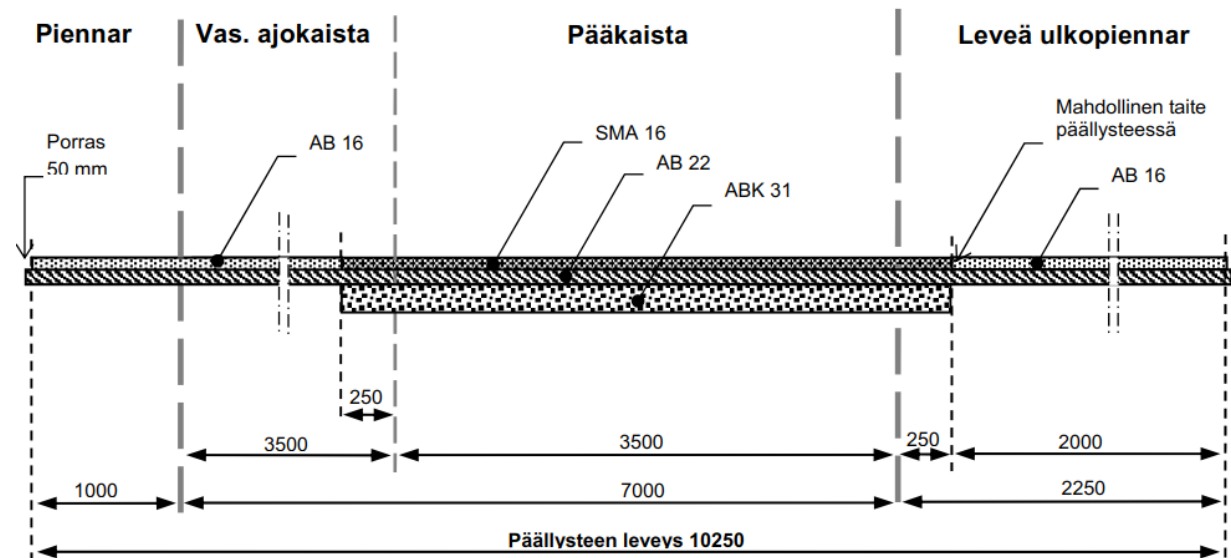 Piennar
Vas. ajokaista
Pääkaista
Leveä ulkopiennar
Porras
50 mm
AB 16
SMA 16
AB 22
ABK 31
Mahdollinen taite
päällysteessä
AB 16
250
3500
3500
250
2000
1000
7000
2250
Päällysteen leveys 10250